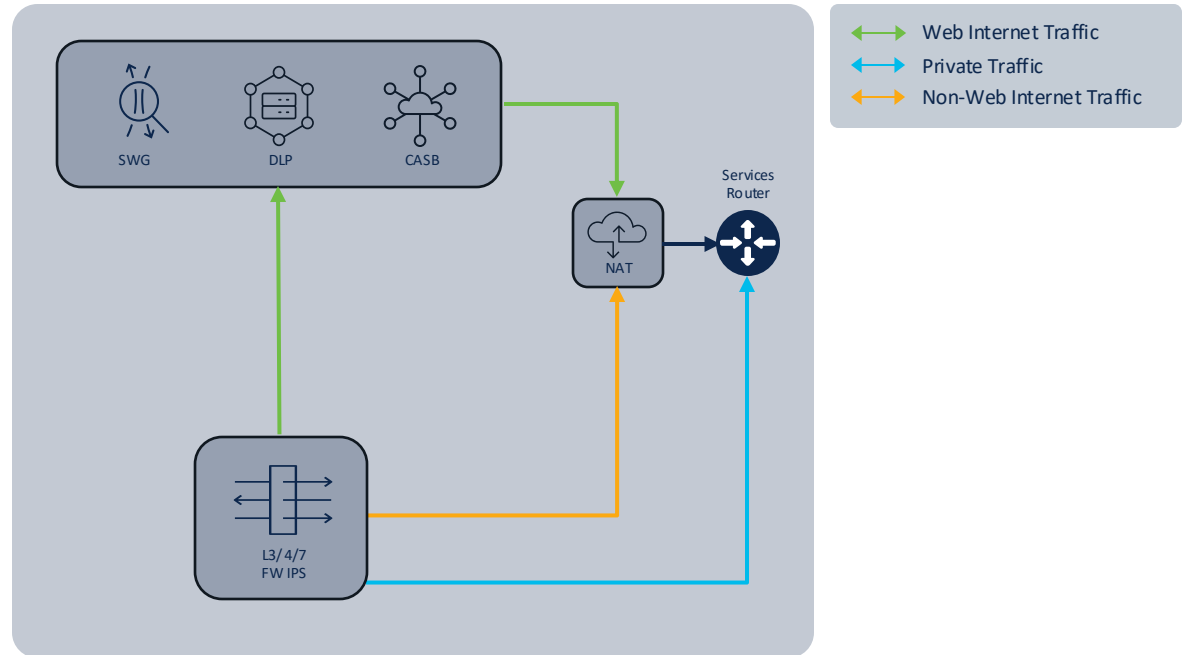 SWG
DLP
CASB
NAT
Services
Router
L3/4/7
FW IPS
Web Internet Traffic
Private Traffic
Non-Web Internet Traffic